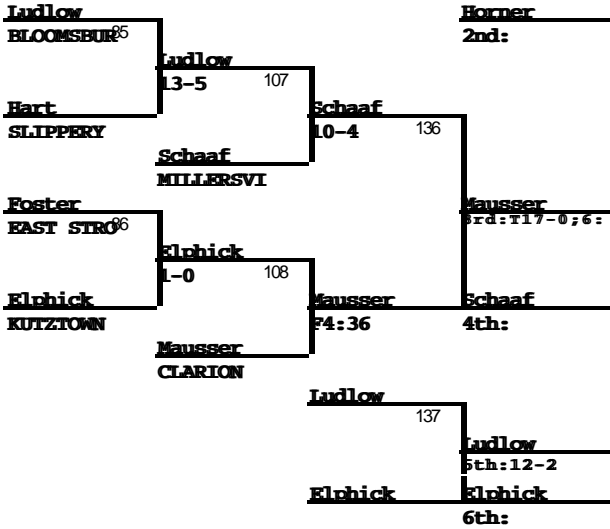 Ludlow
Horner
BLOOMSBUR 85
2nd:
Ludlow
13-5 107
Hart
Schaaf
SLIPPERY
10-4 136
Schaaf
MILLERSVI
Foster
Mausser
EAST STRO 86
3rd:T17-0;6:
Elphick
1-0 108
Elphick
Mausser
Schaaf
KUTZTOWN
F4:36
4th:
Mausser
CLARION
Ludlow
137
Ludlow
5th:12-2
Elphick
Elphick
6th: